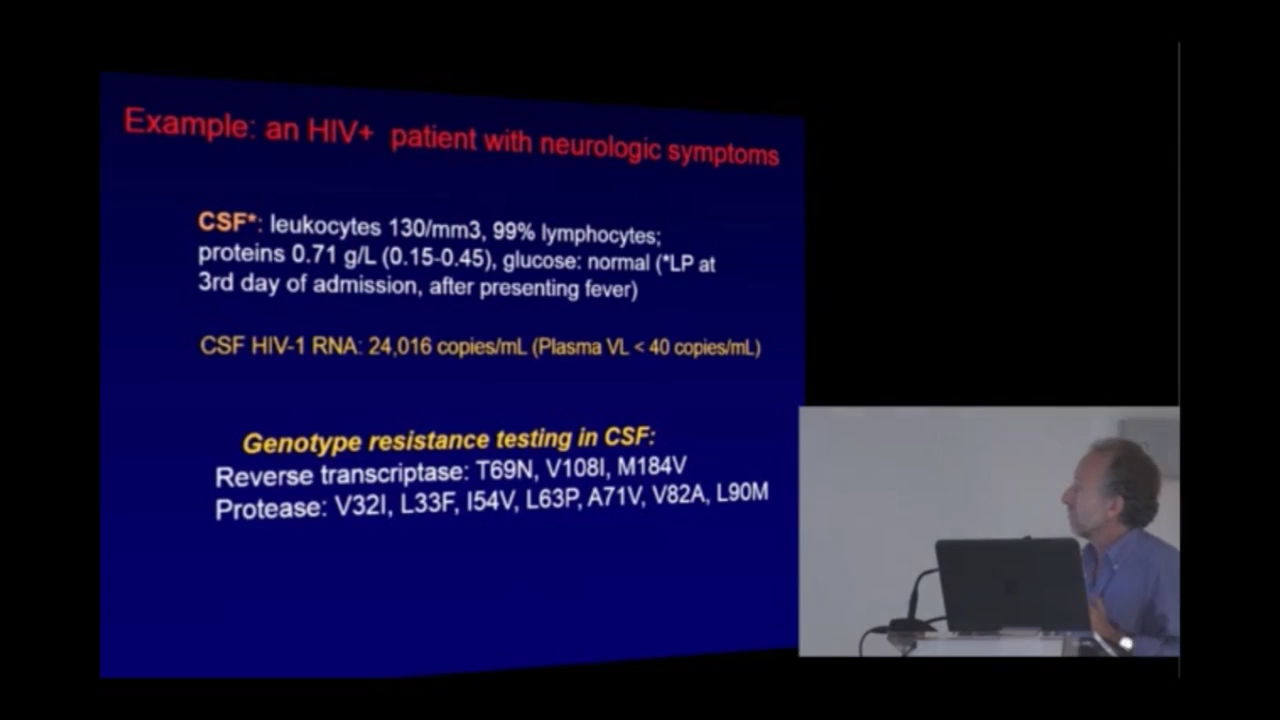 Example: an HIV+ patient with neurologic symptoms
CSF*: leukocytes 130/mm3, 99% lymphocytes;
proteins 0.71 g/L (0.15-0.45), glucose: normal (*LP at
3rd day of admission, after presenting fever)
CSF HIV-1 RNA: 24,016 copies/mL (Plasma VL < 40 copies/mL)
Genotype resistance testing in CSF:
Reverse transcriptase: T69N, V108I, M184V
Protease: V32I, L33F, I54V, L63P, A71V, V82A, L90M